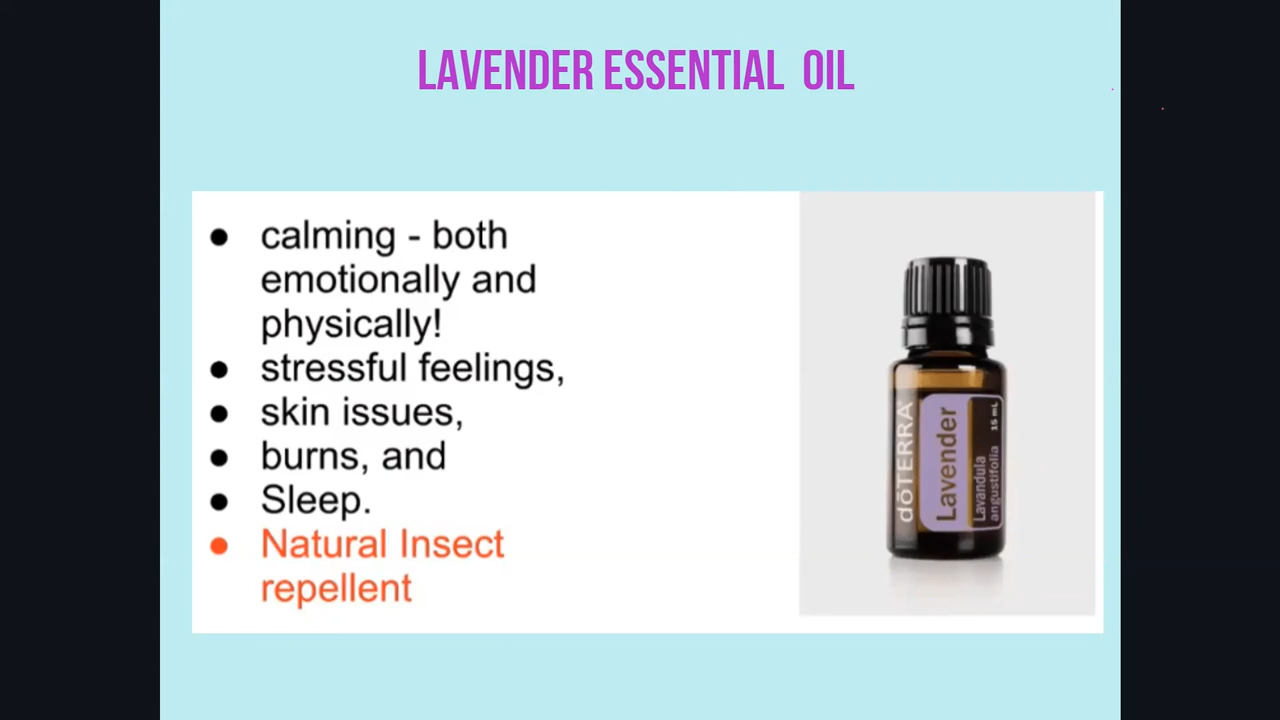 LAVENDER ESSENTIAL OIL
● calming - both
emotionally and
physically!
● stressful feelings,
● skin issues,
● burns, and
● Sleep.
● Natural Insect
repellent
dōTERRA
Lavender
Lavandula
angustifolia
15 mL